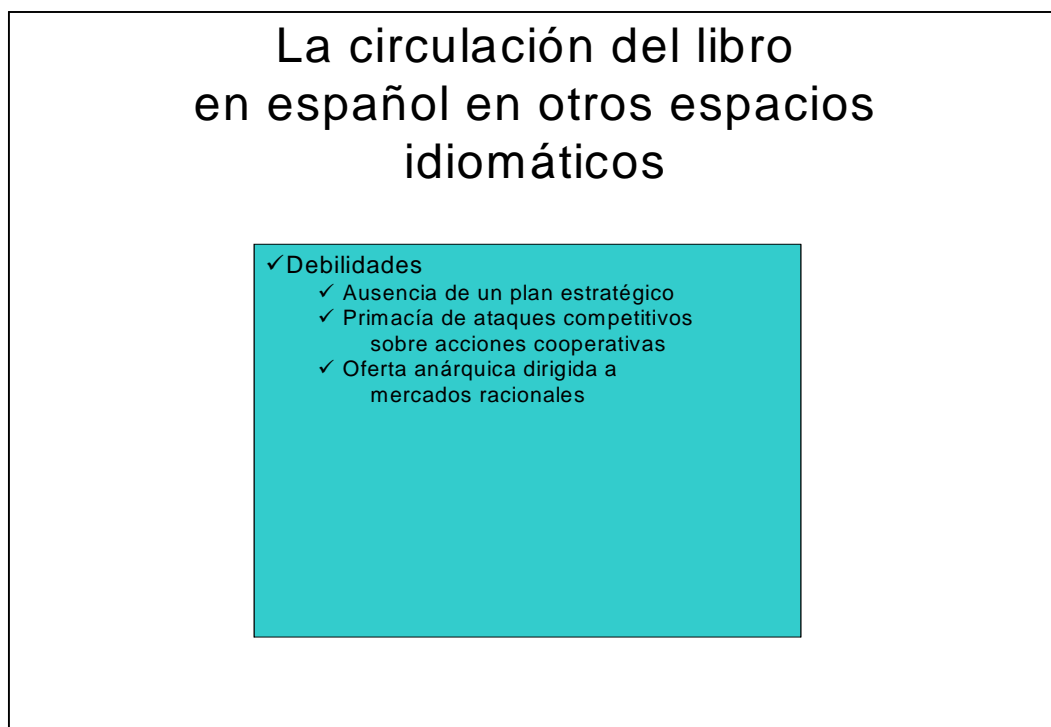 La circulación del libro
en español en otros espacios
idiomáticos
✓Debilidades
✓ Ausencia de un plan estratégico
✓ Primacía de ataques competitivos
sobre acciones cooperativas
✓ Oferta anárquica dirigida a
mercados racionales